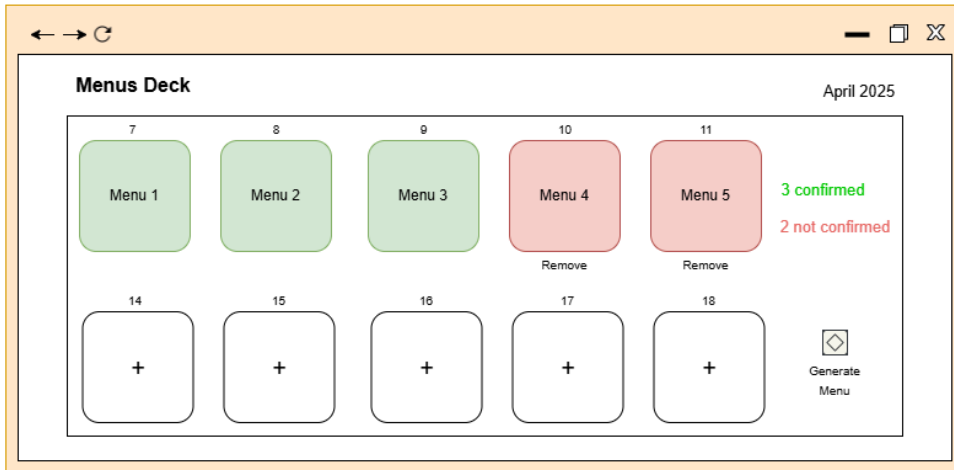 Menus Deck
April 2025
7 8 9 10 11
Menu 1 Menu 2 Menu 3 Menu 4 Menu 5
3 confirmed
2 not confirmed
Remove Remove
14 15 16 17 18
+ + + + +
Generate
Menu